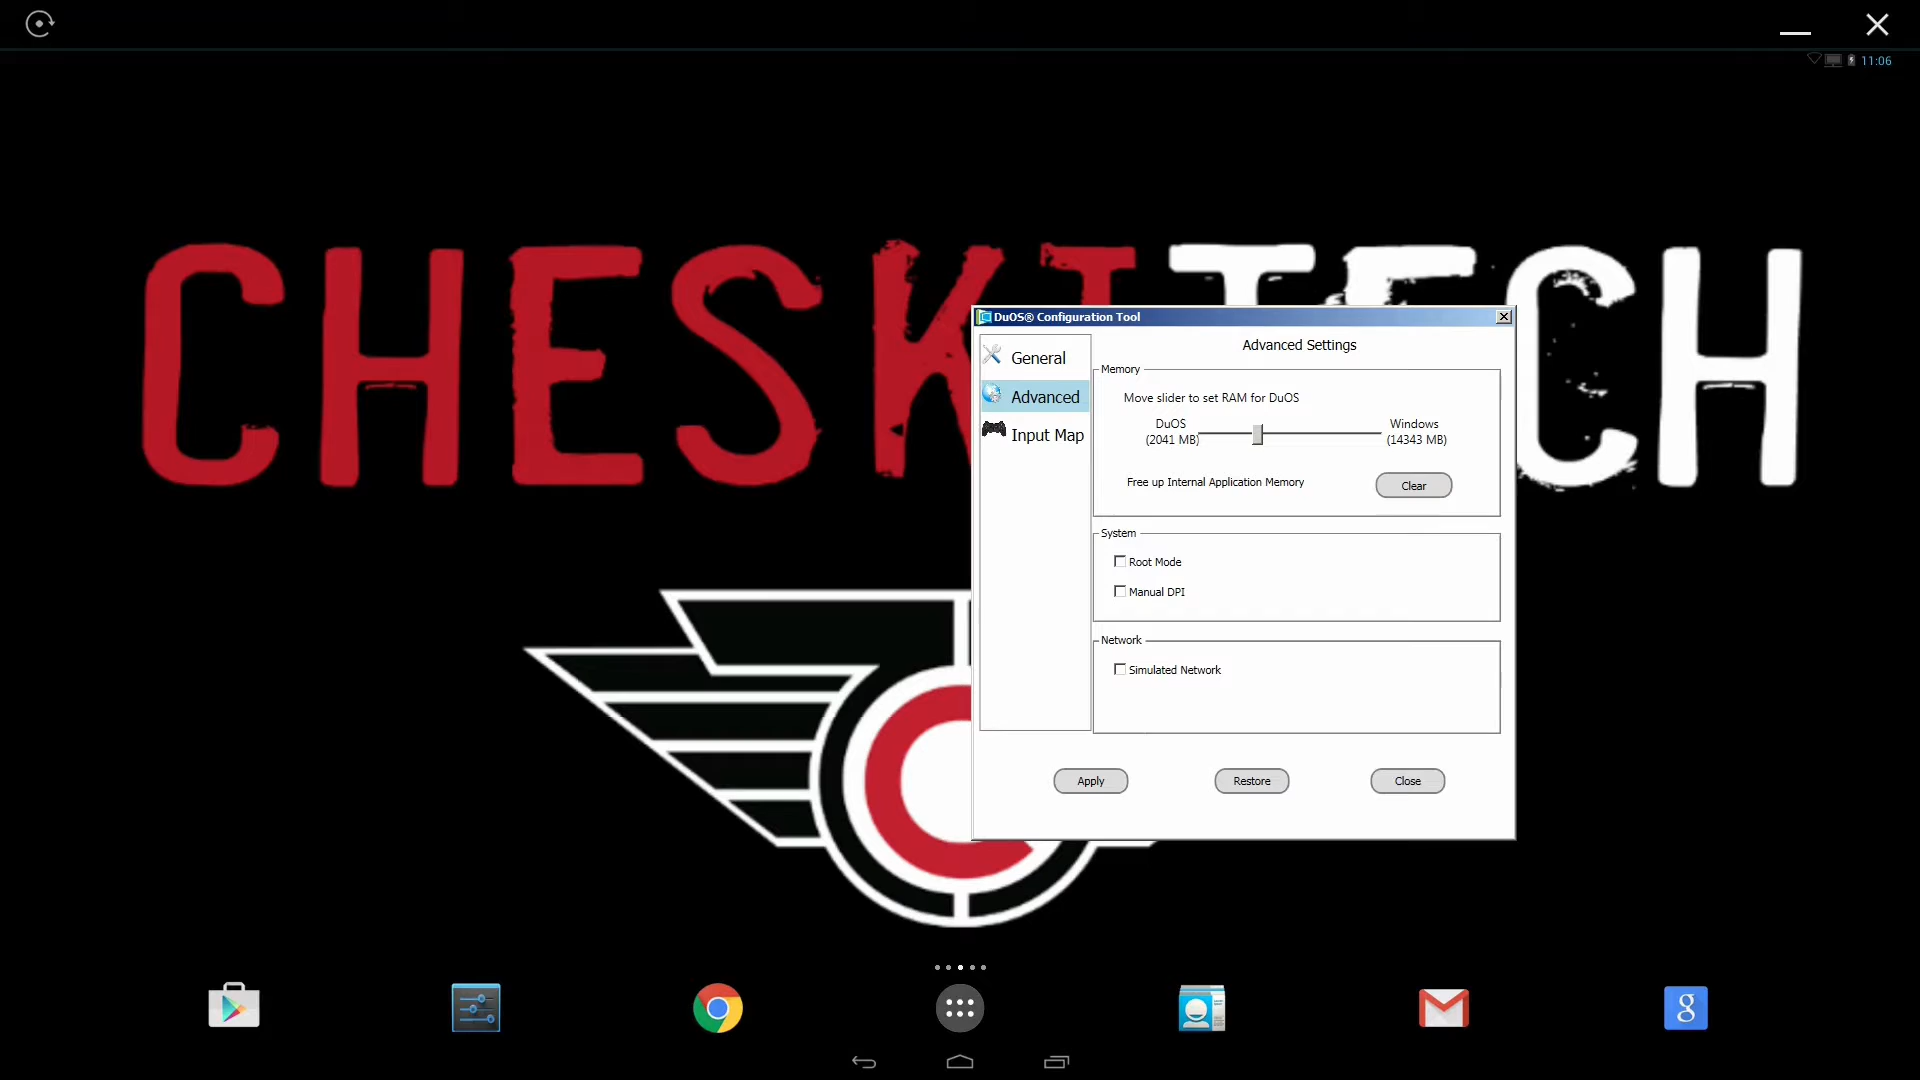 11:06
CHESKITECH
DuOS® Configuration Tool
General
Advanced
Input Map
Advanced Settings
Memory
Move slider to set RAM for DuOS
DuOS
(2041 MB)
Windows
(14343 MB)
Free up Internal Application Memory
Clear
System
Root Mode
Manual DPI
Network
Simulated Network
Apply
Restore
Close
g